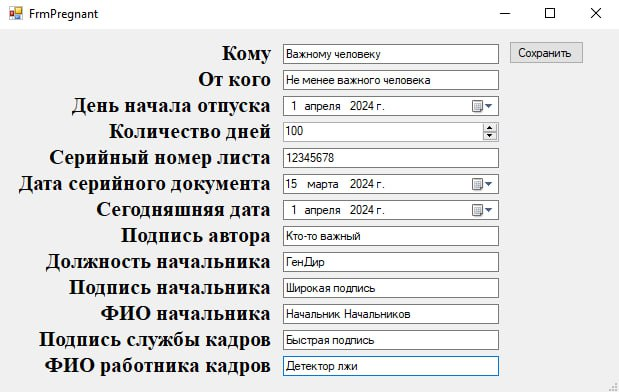 FrmPregnant
Кому Важному человеку Сохранить
От кого Не менее важного человека
День начала отпуска 1 апреля 2024 г.
Количество дней 100
Серийный номер листа 12345678
Дата серийного документа 15 марта 2024 г.
Сегодняшняя дата 1 апреля 2024 г.
Подпись автора Кто-то важный
Должность начальника ГенДир
Подпись начальника Широкая подпись
ФИО начальника Начальник Начальников
Подпись службы кадров Быстрая подпись
ФИО работника кадров Детектор лжи